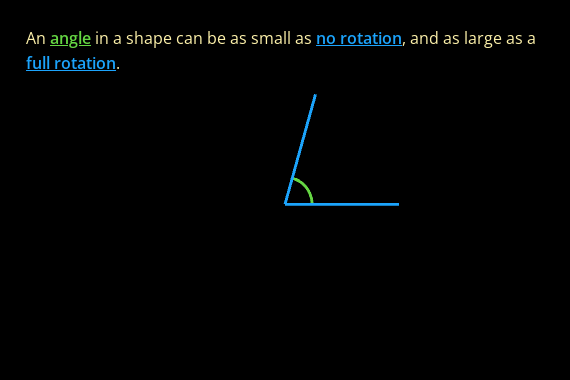 An angle in a shape can be as small as no rotation, and as large as a
full rotation.